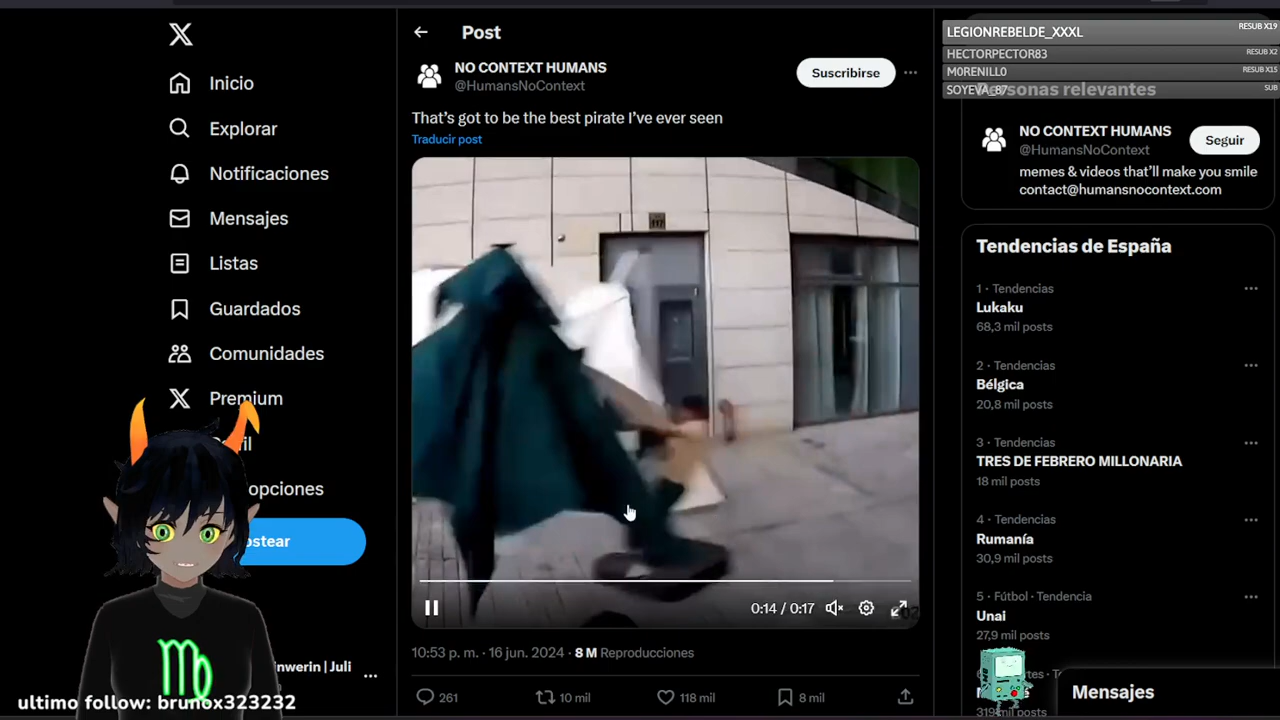 Post
NO CONTEXT HUMANS
@HumansNoContext
Suscribirse
That's got to be the best pirate I've ever seen
Traducir post
0:14 / 0:17
10:53 p. m. · 16 jun. 2024 · 8 M Reproducciones
261
10 mil
118 mil
8 mil
Inicio
Explorar
Notificaciones
Mensajes
Listas
Guardados
Comunidades
Premium
opciones
ostear
inwerin | Juli
ultimo follow: brunox323232
LEGIONREBELDE_XXXL RESUB X19
HECTORPECTOR83 RESUB X2
M0RENILL0 RESUB X15
SOYEVA_87 SUB
Personas relevantes
NO CONTEXT HUMANS
@HumansNoContext
Seguir
memes & videos that'll make you smile
contact@humansnocontext.com
Tendencias de España
1 · Tendencias
Lukaku
68,3 mil posts
2 · Tendencias
Bélgica
20,8 mil posts
3 · Tendencias
TRES DE FEBRERO MILLONARIA
18 mil posts
4 · Tendencias
Rumanía
30,9 mil posts
5 · Fútbol · Tendencia
Unai
27,9 mil posts
Mensajes